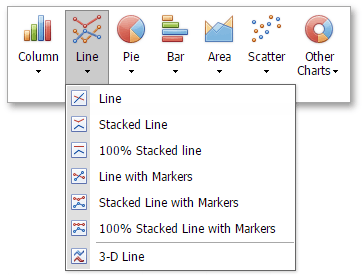 Column Line Pie Bar Area Scatter Other
Charts
Line
Stacked Line
100% Stacked line
Line with Markers
Stacked Line with Markers
100% Stacked Line with Markers
3-D Line